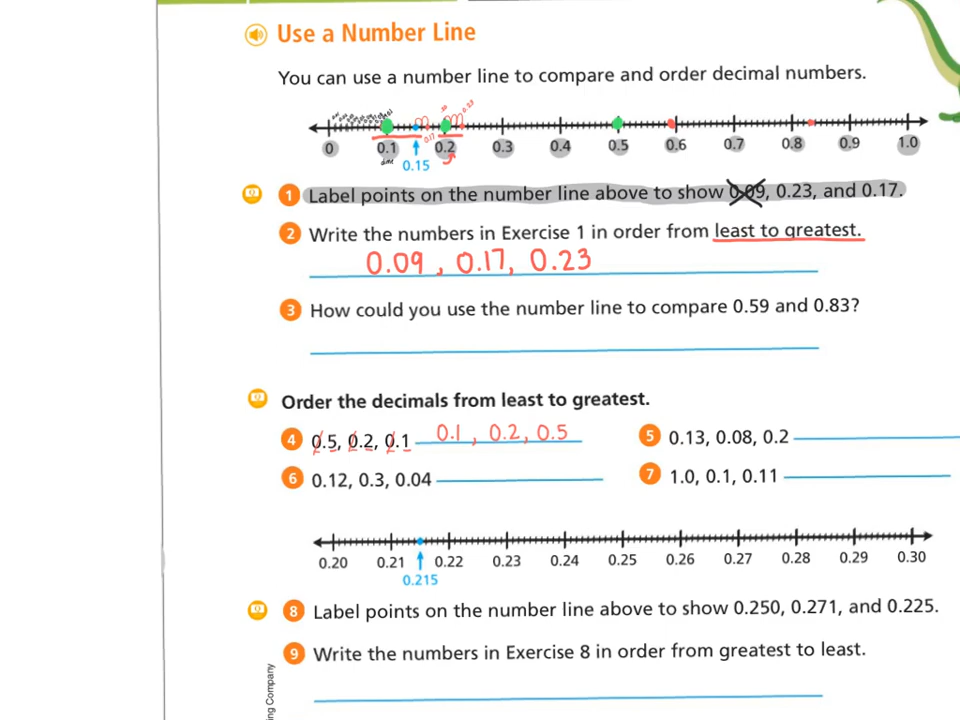 Use a Number Line
You can use a number line to compare and order decimal numbers.
0.23
0.17
0 0.1 0.2 0.3 0.4 0.5 0.6 0.7 0.8 0.9 1.0
0.15
1 Label points on the number line above to show 0.09, 0.23, and 0.17.
2 Write the numbers in Exercise 1 in order from least to greatest.
0.09 , 0.17, 0.23
3 How could you use the number line to compare 0.59 and 0.83?
Order the decimals from least to greatest.
4 0.5, 0.2, 0.1 0.1 , 0.2, 0.5 5 0.13, 0.08, 0.2
6 0.12, 0.3, 0.04 7 1.0, 0.1, 0.11
0.20 0.21 0.22 0.23 0.24 0.25 0.26 0.27 0.28 0.29 0.30
0.215
8 Label points on the number line above to show 0.250, 0.271, and 0.225.
9 Write the numbers in Exercise 8 in order from greatest to least.
ing Company